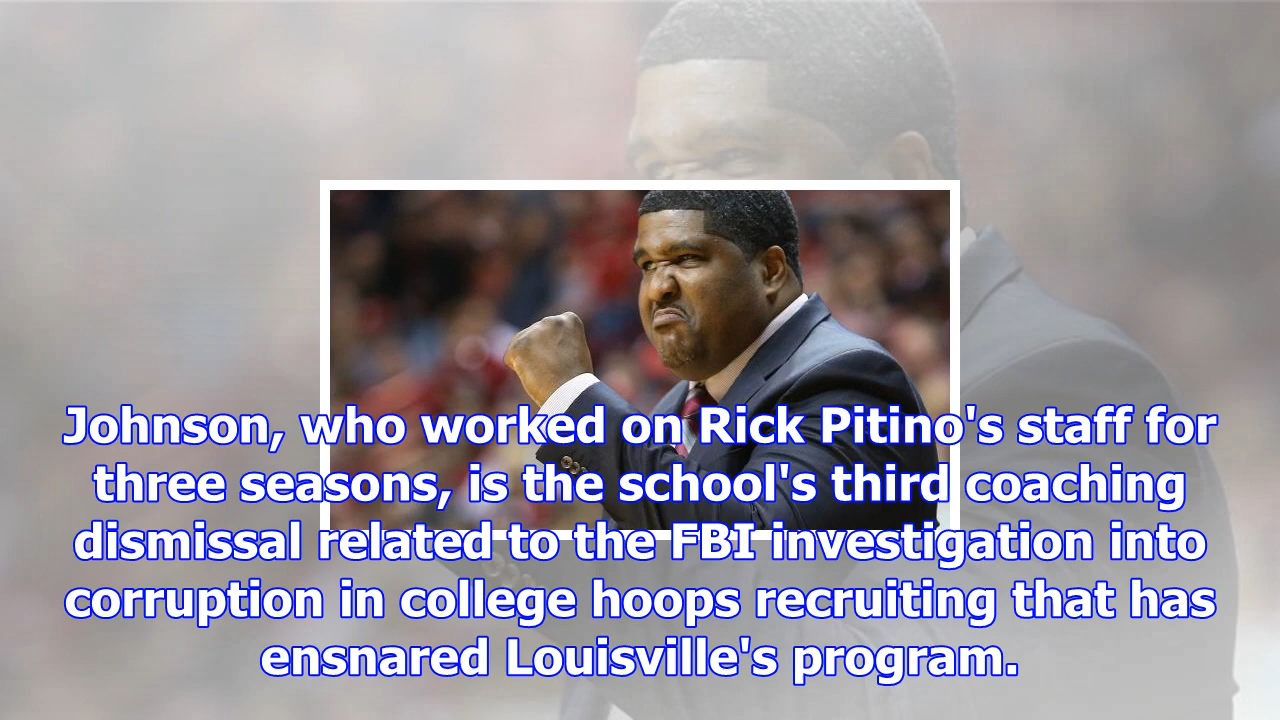 Johnson, who worked on Rick Pitino's staff for
three seasons, is the school's third coaching
dismissal related to the FBI investigation into
corruption in college hoops recruiting that has
ensnared Louisville's program.